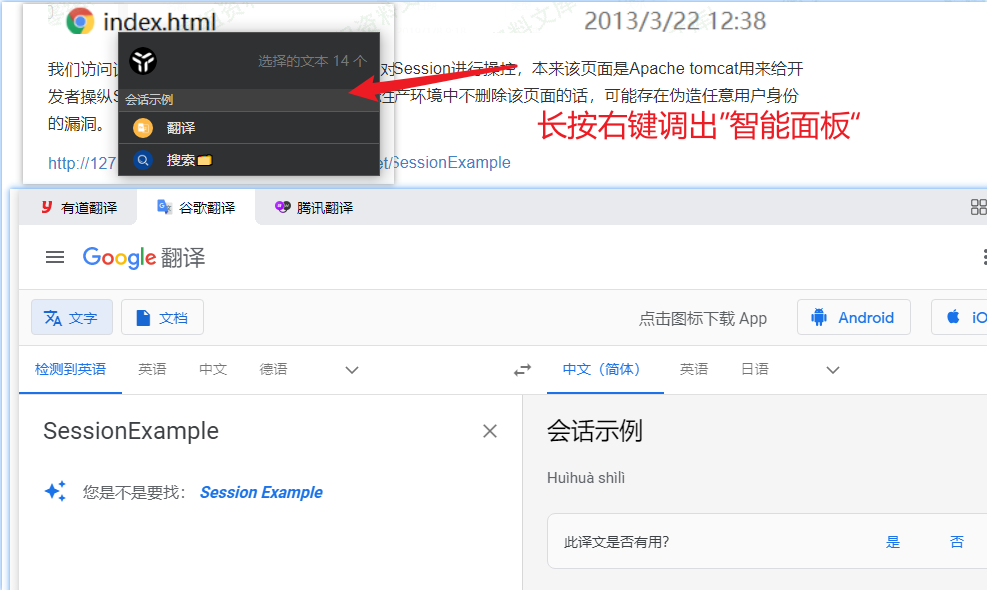 index.html
2013/3/22 12:38
选择的文本 14 个
会话示例
翻译
搜索
我们访问
对Session进行操控，本来该页面是Apache tomcat用来给开
发者操纵S
产环境中不删除该页面的话，可能存在伪造任意用户身份
的漏洞。
长按右键调出"智能面板"
http://127
et/SessionExample
有道翻译
谷歌翻译
腾讯翻译
Google 翻译
文字
文档
点击图标下载 App
Android
iO
检测到英语
英语
中文
德语
中文（简体）
英语
日语
SessionExample
会话示例
您是不是要找： Session Example
Huìhuà shìlì
此译文是否有用?
是
否